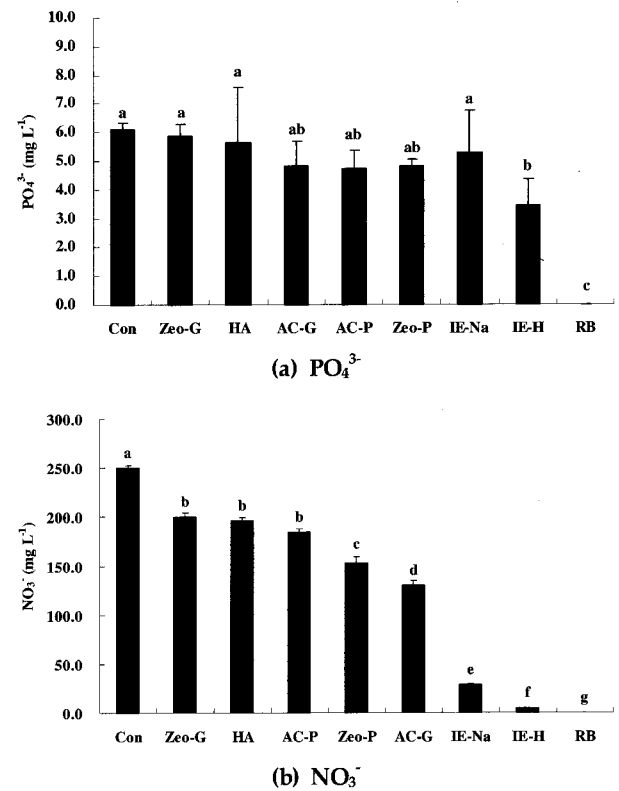 10.0
9.0
8.0
7.0
6.0
5.0
4.0
3.0
2.0
1.0
0.0
PO₄³⁻ (mg L⁻¹)
a a a ab ab ab a b c
Con Zeo-G HA AC-G AC-P Zeo-P IE-Na IE-H RB
(a) PO₄³⁻
300.0
250.0
200.0
150.0
100.0
50.0
0.0
NO₃⁻ (mg L⁻¹)
a b b b c d e f g
Con Zeo-G HA AC-P Zeo-P AC-G IE-Na IE-H RB
(b) NO₃⁻